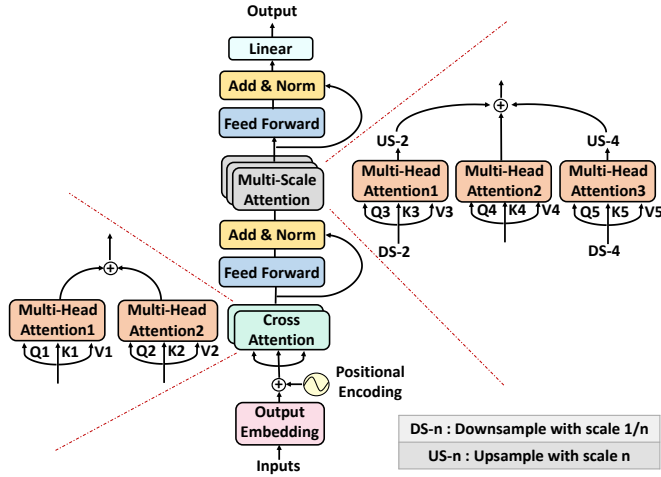 Output
Linear
Add & Norm
Feed Forward
Multi-Scale
Attention
Add & Norm
Feed Forward
Cross
Attention
Positional
Encoding
Output
Embedding
Inputs
Multi-Head
Attention1
Q1 K1 V1
Multi-Head
Attention2
Q2 K2 V2
US-2
US-4
Multi-Head
Attention1
Q3 K3 V3
DS-2
Multi-Head
Attention2
Q4 K4 V4
Multi-Head
Attention3
Q5 K5 V5
DS-4
DS-n : Downsample with scale 1/n
US-n : Upsample with scale n